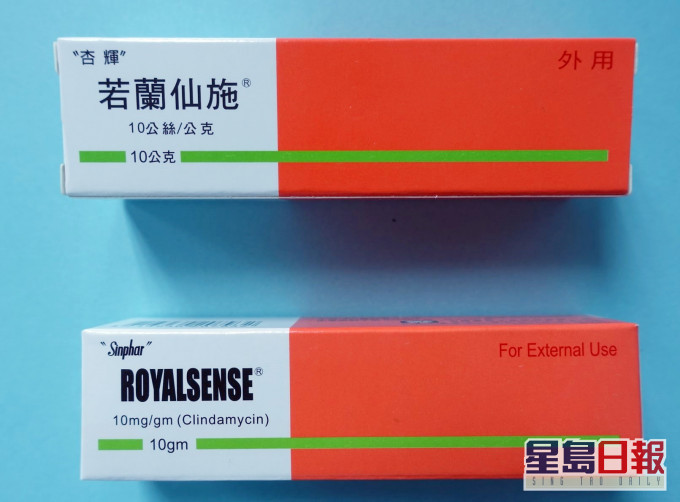 "杏輝"
外用
若蘭仙施®
10公絲/公克
10公克
"Sinphar"
For External Use
ROYALSENSE®
10mg/gm (Clindamycin)
10gm
星島日報
SING TAO DAILY